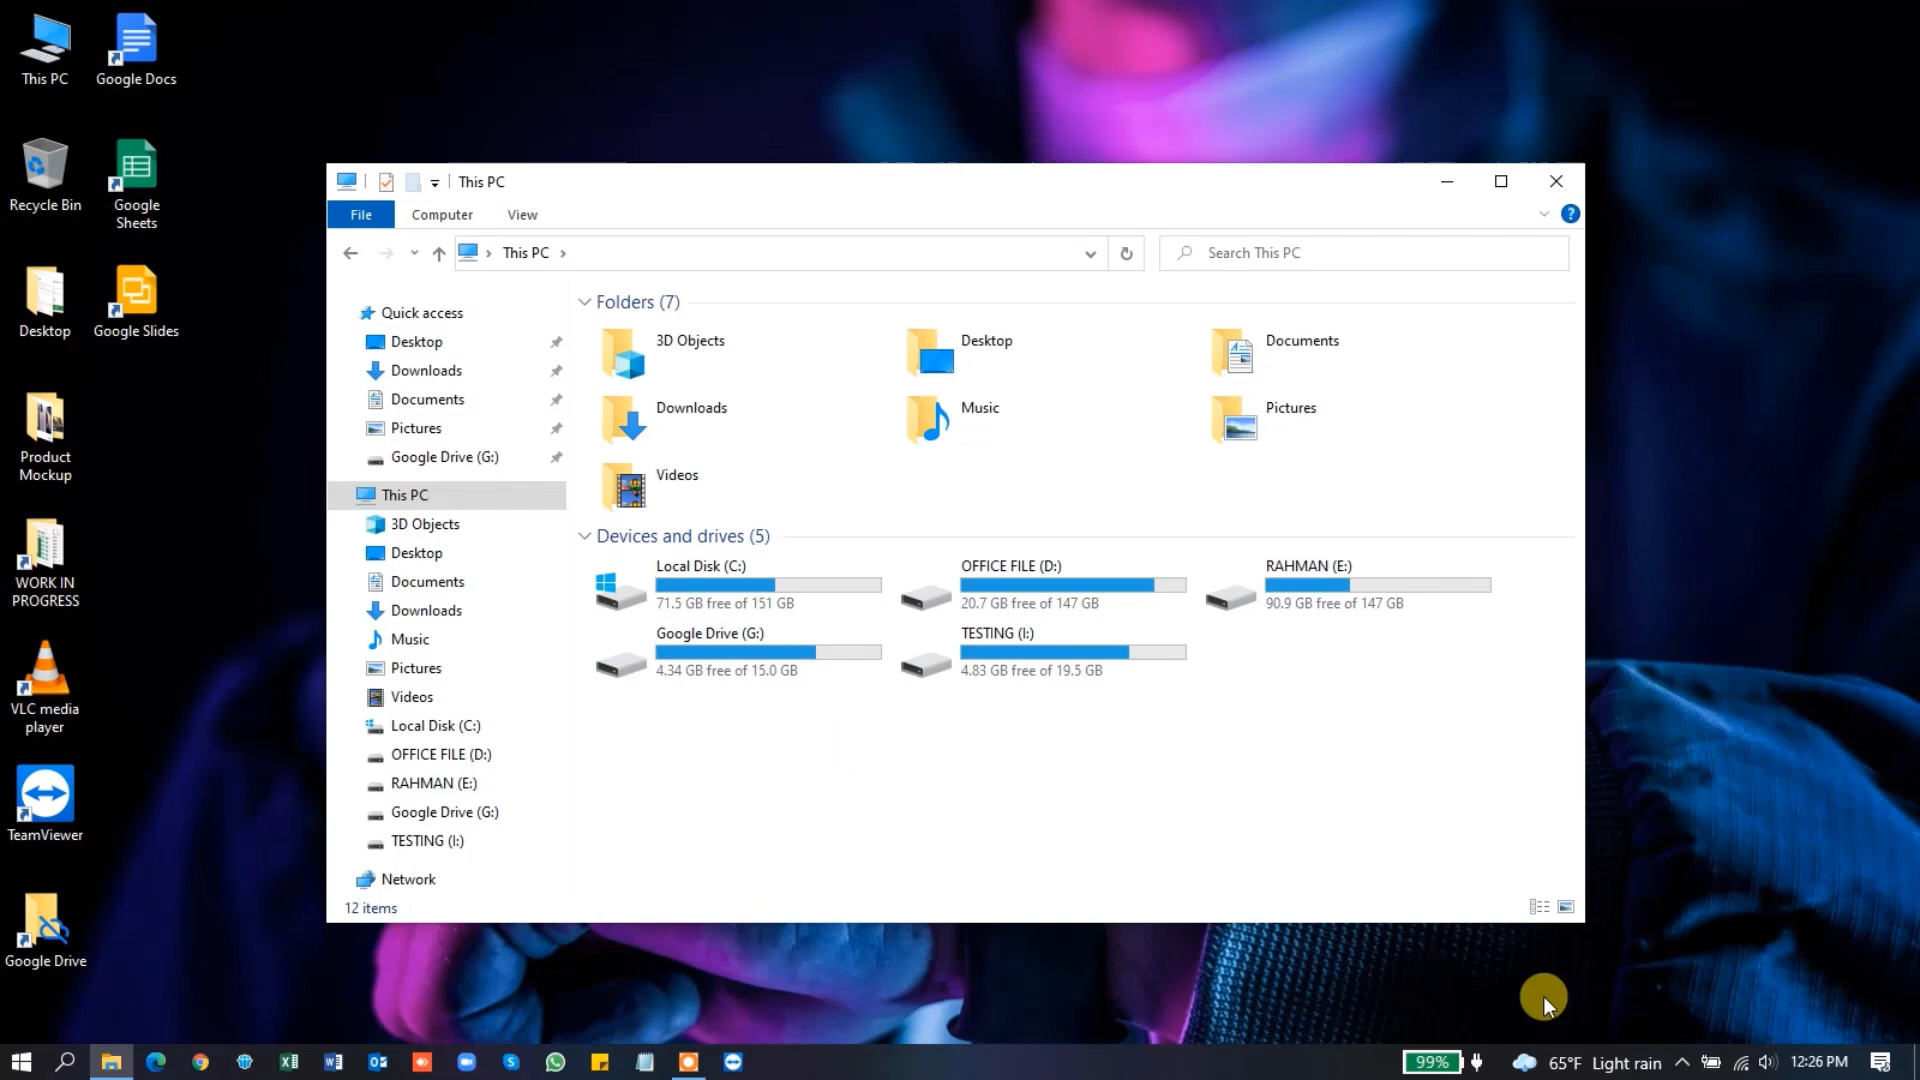 This PC
Google Docs
Recycle Bin
Google
Sheets
Desktop
Google Slides
Product
Mockup
WORK IN
PROGRESS
VLC media
player
TeamViewer
Google Drive
This PC
File
Computer
View
?
This PC
Search This PC
Quick access
Desktop
Downloads
Documents
Pictures
Google Drive (G:)
This PC
3D Objects
Desktop
Documents
Downloads
Music
Pictures
Videos
Local Disk (C:)
OFFICE FILE (D:)
RAHMAN (E:)
Google Drive (G:)
TESTING (I:)
Network
12 items
Folders (7)
3D Objects
Desktop
Documents
Downloads
Music
Pictures
Videos
Devices and drives (5)
Local Disk (C:)
71.5 GB free of 151 GB
OFFICE FILE (D:)
20.7 GB free of 147 GB
RAHMAN (E:)
90.9 GB free of 147 GB
Google Drive (G:)
4.34 GB free of 15.0 GB
TESTING (I:)
4.83 GB free of 19.5 GB
99%
65°F Light rain
12:26 PM